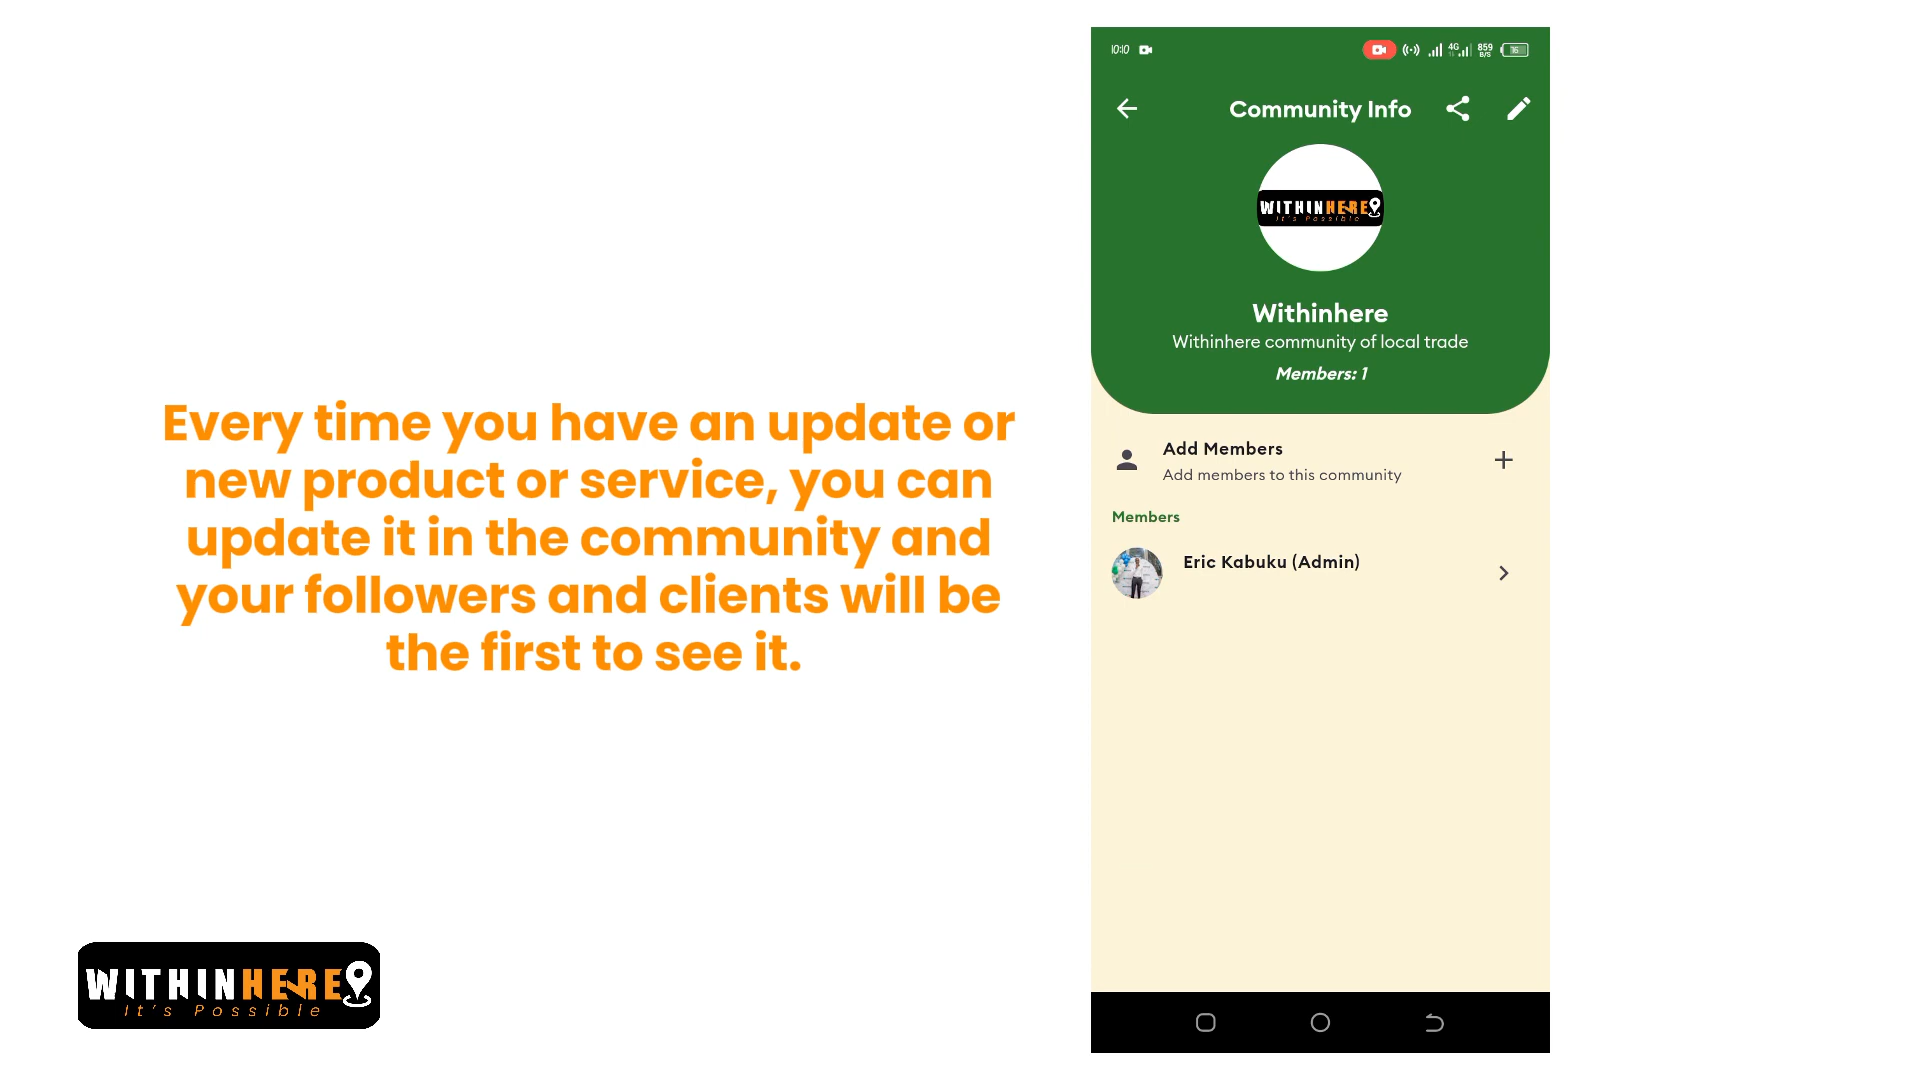 Every time you have an update or
new product or service, you can
update it in the community and
your followers and clients will be
the first to see it.
WITHINHERE
It's Possible
10:10
4G
859
B/S
16
Community Info
WITHINHERE
It's Possible
Withinhere
Withinhere community of local trade
Members: 1
Add Members
Add members to this community
Members
Eric Kabuku (Admin)